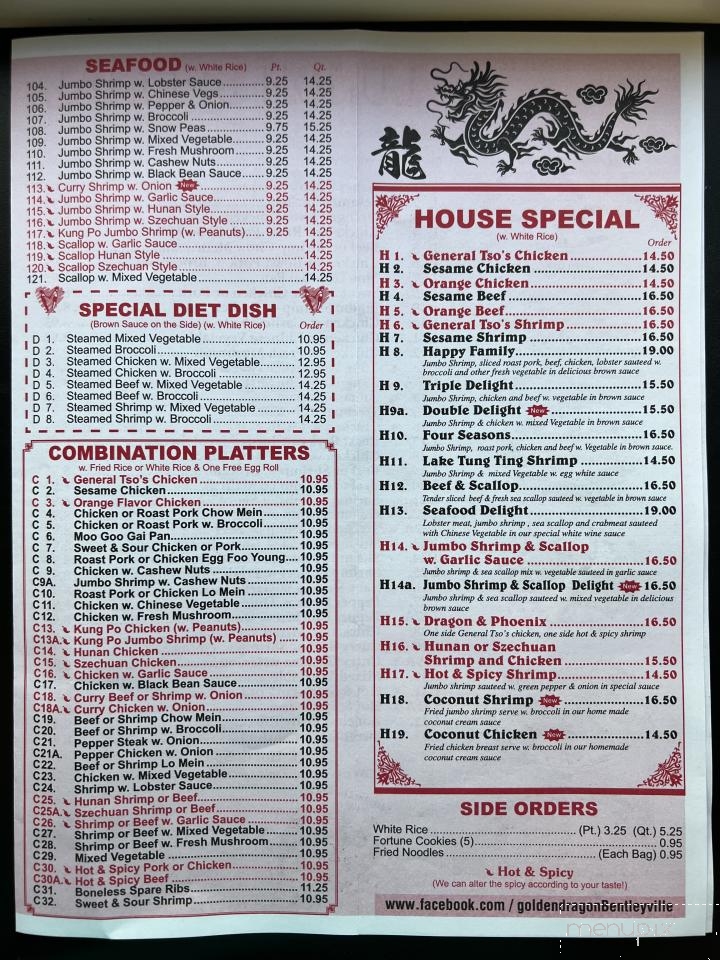 SEAFOOD (w. White Rice) Pt. Qt.
104. Jumbo Shrimp w. Lobster Sauce 9.25 14.25
105. Jumbo Shrimp w. Chinese Vegs 9.25 14.25
106. Jumbo Shrimp w. Pepper & Onion 9.25 14.25
107. Jumbo Shrimp w. Broccoli 9.25 14.25
108. Jumbo Shrimp w. Snow Peas 9.75 15.25
109. Jumbo Shrimp w. Mixed Vegetable 9.25 14.25
110. Jumbo Shrimp w. Fresh Mushroom 9.25 14.25
111. Jumbo Shrimp w. Cashew Nuts 9.25 14.25
112. Jumbo Shrimp w. Black Bean Sauce 9.25 14.25
113. Curry Shrimp w. Onion New 9.25 14.25
114. Jumbo Shrimp w. Garlic Sauce 9.25 14.25
115. Jumbo Shrimp w. Hunan Style 9.25 14.25
116. Jumbo Shrimp w. Szechuan Style 9.25 14.25
117. Kung Po Jumbo Shrimp (w. Peanuts) 9.25 14.25
118. Scallop w. Garlic Sauce 14.25
119. Scallop Hunan Style 14.25
120. Scallop Szechuan Style 14.25
121. Scallop w. Mixed Vegetable 14.25
SPECIAL DIET DISH
(Brown Sauce on the Side) (w. White Rice) Order
D 1. Steamed Mixed Vegetable 10.95
D 2. Steamed Broccoli 10.95
D 3. Steamed Chicken w. Mixed Vegetable 12.95
D 4. Steamed Chicken w. Broccoli 12.95
D 5. Steamed Beef w. Mixed Vegetable 14.25
D 6. Steamed Beef w. Broccoli 14.25
D 7. Steamed Shrimp w. Mixed Vegetable 14.25
D 8. Steamed Shrimp w. Broccoli 14.25
COMBINATION PLATTERS
w. Fried Rice or White Rice & One Free Egg Roll
C 1. General Tso's Chicken 10.95
C 2. Sesame Chicken 10.95
C 3. Orange Flavor Chicken 10.95
C 4. Chicken or Roast Pork Chow Mein 10.95
C 5. Chicken or Roast Pork w. Broccoli 10.95
C 6. Moo Goo Gai Pan 10.95
C 7. Sweet & Sour Chicken or Pork 10.95
C 8. Roast Pork or Chicken Egg Foo Young 10.95
C 9. Chicken w. Cashew Nuts 10.95
C9A. Jumbo Shrimp w. Cashew Nuts 10.95
C10. Roast Pork or Chicken Lo Mein 10.95
C11. Chicken w. Chinese Vegetable 10.95
C12. Chicken w. Fresh Mushroom 10.95
C13. Kung Po Chicken (w. Peanuts) 10.95
C13A. Kung Po Jumbo Shrimp (w. Peanuts) 10.95
C14. Hunan Chicken 10.95
C15. Szechuan Chicken 10.95
C16. Chicken w. Garlic Sauce 10.95
C17. Chicken w. Black Bean Sauce 10.95
C18. Curry Beef or Shrimp w. Onion 10.95
C18A. Curry Chicken w. Onion 10.95
C19. Beef or Shrimp Chow Mein 10.95
C20. Beef or Shrimp w. Broccoli 10.95
C21. Pepper Steak w. Onion 10.95
C21A. Pepper Chicken w. Onion 10.95
C22. Beef or Shrimp Lo Mein 10.95
C23. Chicken w. Mixed Vegetable 10.95
C24. Shrimp w. Lobster Sauce 10.95
C25. Hunan Shrimp or Beef 10.95
C25A. Szechuan Shrimp or Beef 10.95
C26. Shrimp or Beef w. Garlic Sauce 10.95
C27. Shrimp or Beef w. Mixed Vegetable 10.95
C28. Shrimp or Beef w. Fresh Mushroom 10.95
C29. Mixed Vegetable 10.95
C30. Hot & Spicy Pork or Chicken 10.95
C30A. Hot & Spicy Beef 10.95
C31. Boneless Spare Ribs 11.25
C32. Sweet & Sour Shrimp 10.95
龍
HOUSE SPECIAL
(w. White Rice)
Order
H 1. General Tso's Chicken 14.50
H 2. Sesame Chicken 14.50
H 3. Orange Chicken 14.50
H 4. Sesame Beef 16.50
H 5. Orange Beef 16.50
H 6. General Tso's Shrimp 16.50
H 7. Sesame Shrimp 16.50
H 8. Happy Family 19.00
Jumbo Shrimp, sliced roast pork, beef, chicken, lobster sauteed w.
broccoli and other fresh vegetable in delicious brown sauce
H 9. Triple Delight 15.50
Jumbo Shrimp, chicken and beef w. vegetable in brown sauce
H9a. Double Delight New 15.50
Jumbo Shrimp & chicken w. mixed Vegetable in brown sauce
H10. Four Seasons 16.50
Jumbo Shrimp, roast pork, chicken and beef w. Vegetable in brown sauce.
H11. Lake Tung Ting Shrimp 14.50
Jumbo Shrimp & mixed Vegetable w. egg white sauce
H12. Beef & Scallop 16.50
Tender sliced beef & fresh sea scallop sauteed w. vegetable in brown sauce
H13. Seafood Delight 19.00
Lobster meat, jumbo shrimp, sea scallop and crabmeat sauteed
with Chinese Vegetable in our special white wine sauce
H14. Jumbo Shrimp & Scallop
w. Garlic Sauce 16.50
Jumbo shrimp & sea scallop mix w. vegetable sauteed in garlic sauce
H14a. Jumbo Shrimp & Scallop Delight New 16.50
Jumbo shrimp & sea scallop sauteed w. mixed vegetable in delicious
brown sauce
H15. Dragon & Phoenix 16.50
One side General Tso's chicken, one side hot & spicy shrimp
H16. Hunan or Szechuan
Shrimp and Chicken 15.50
H17. Hot & Spicy Shrimp 14.50
Jumbo shrimp sauteed w. green pepper & onion in special sauce
H18. Coconut Shrimp New 16.50
Fried jumbo shrimp serve w. broccoli in our home made
coconut cream sauce
H19. Coconut Chicken New 14.50
Fried chicken breast serve w. broccoli in our homemade
coconut cream sauce
SIDE ORDERS
White Rice (Pt.) 3.25 (Qt.) 5.25
Fortune Cookies (5) 0.95
Fried Noodles (Each Bag) 0.95
Hot & Spicy
(We can alter the spicy according to your taste!)
www.facebook.com / goldendragonBentleyville
menupix